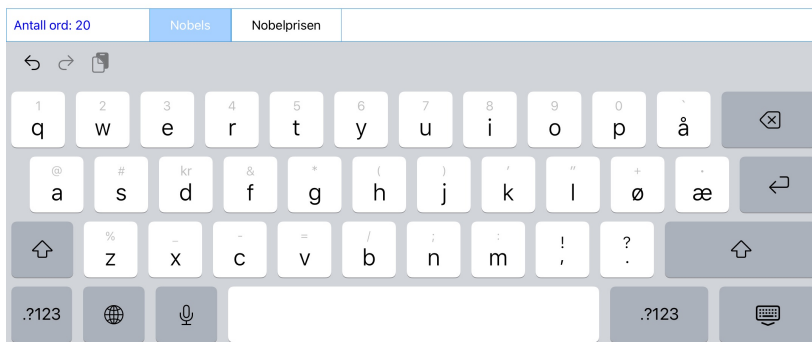 Antall ord: 20 Nobels Nobelprisen
1 2 3 4 5 6 7 8 9 0 `
q w e r t y u i o p å
@ # kr & * ( ) ' " + ·
a s d f g h j k l ø æ
% _ - = / ; : ! ?
z x c v b n m , .
.?123 .?123